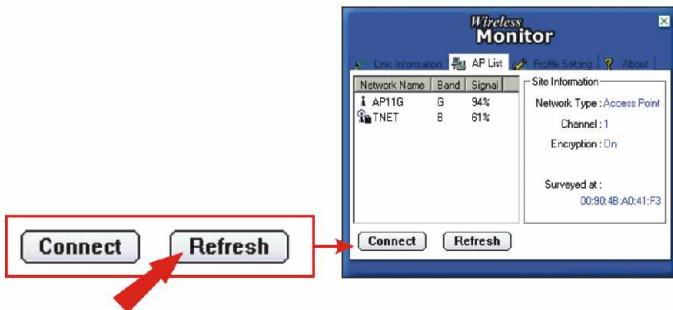 Wireless
Monitor
Link Information AP List Profile Setting ? About
Network Name Band Signal
AP11G G 94%
TNET B 61%
Site Information
Network Type : Access Point
Channel : 1
Encryption : On
Surveyed at :
00:90:4B:A0:41:F3
Connect Refresh
Connect Refresh